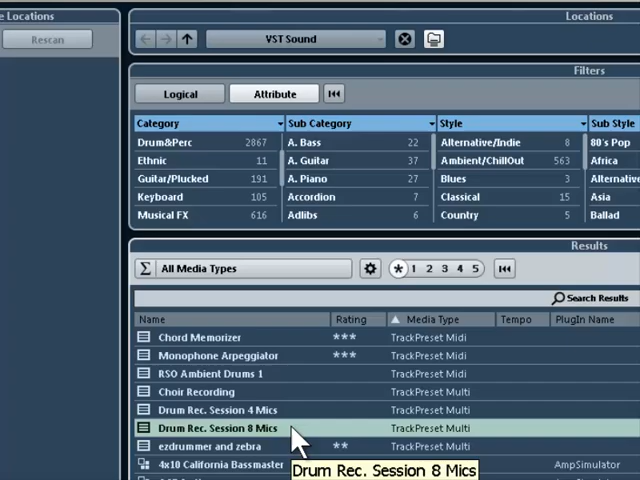 e Locations
Locations
Rescan
VST Sound
Filters
Logical
Attribute
Category
Sub Category
Style
Sub Style
Drum&Perc 2867
A. Bass 22
Alternative/Indie 8
80's Pop
Ethnic 11
A. Guitar 37
Ambient/ChillOut 563
Africa
Guitar/Plucked 191
A. Piano 27
Blues 3
Alternative
Keyboard 105
Accordion 7
Classical 15
Asia
Musical FX 616
Adlibs 6
Country 5
Ballad
Results
All Media Types
1 2 3 4 5
Search Results
Name
Rating
Media Type
Tempo
PlugIn Name
Chord Memorizer *** TrackPreset Midi
Monophone Arpeggiator *** TrackPreset Midi
RSO Ambient Drums 1 TrackPreset Midi
Choir Recording TrackPreset Multi
Drum Rec. Session 4 Mics TrackPreset Multi
Drum Rec. Session 8 Mics TrackPreset Multi
ezdrummer and zebra ** TrackPreset Multi
4x10 California Bassmaster AmpSimulator
Drum Rec. Session 8 Mics